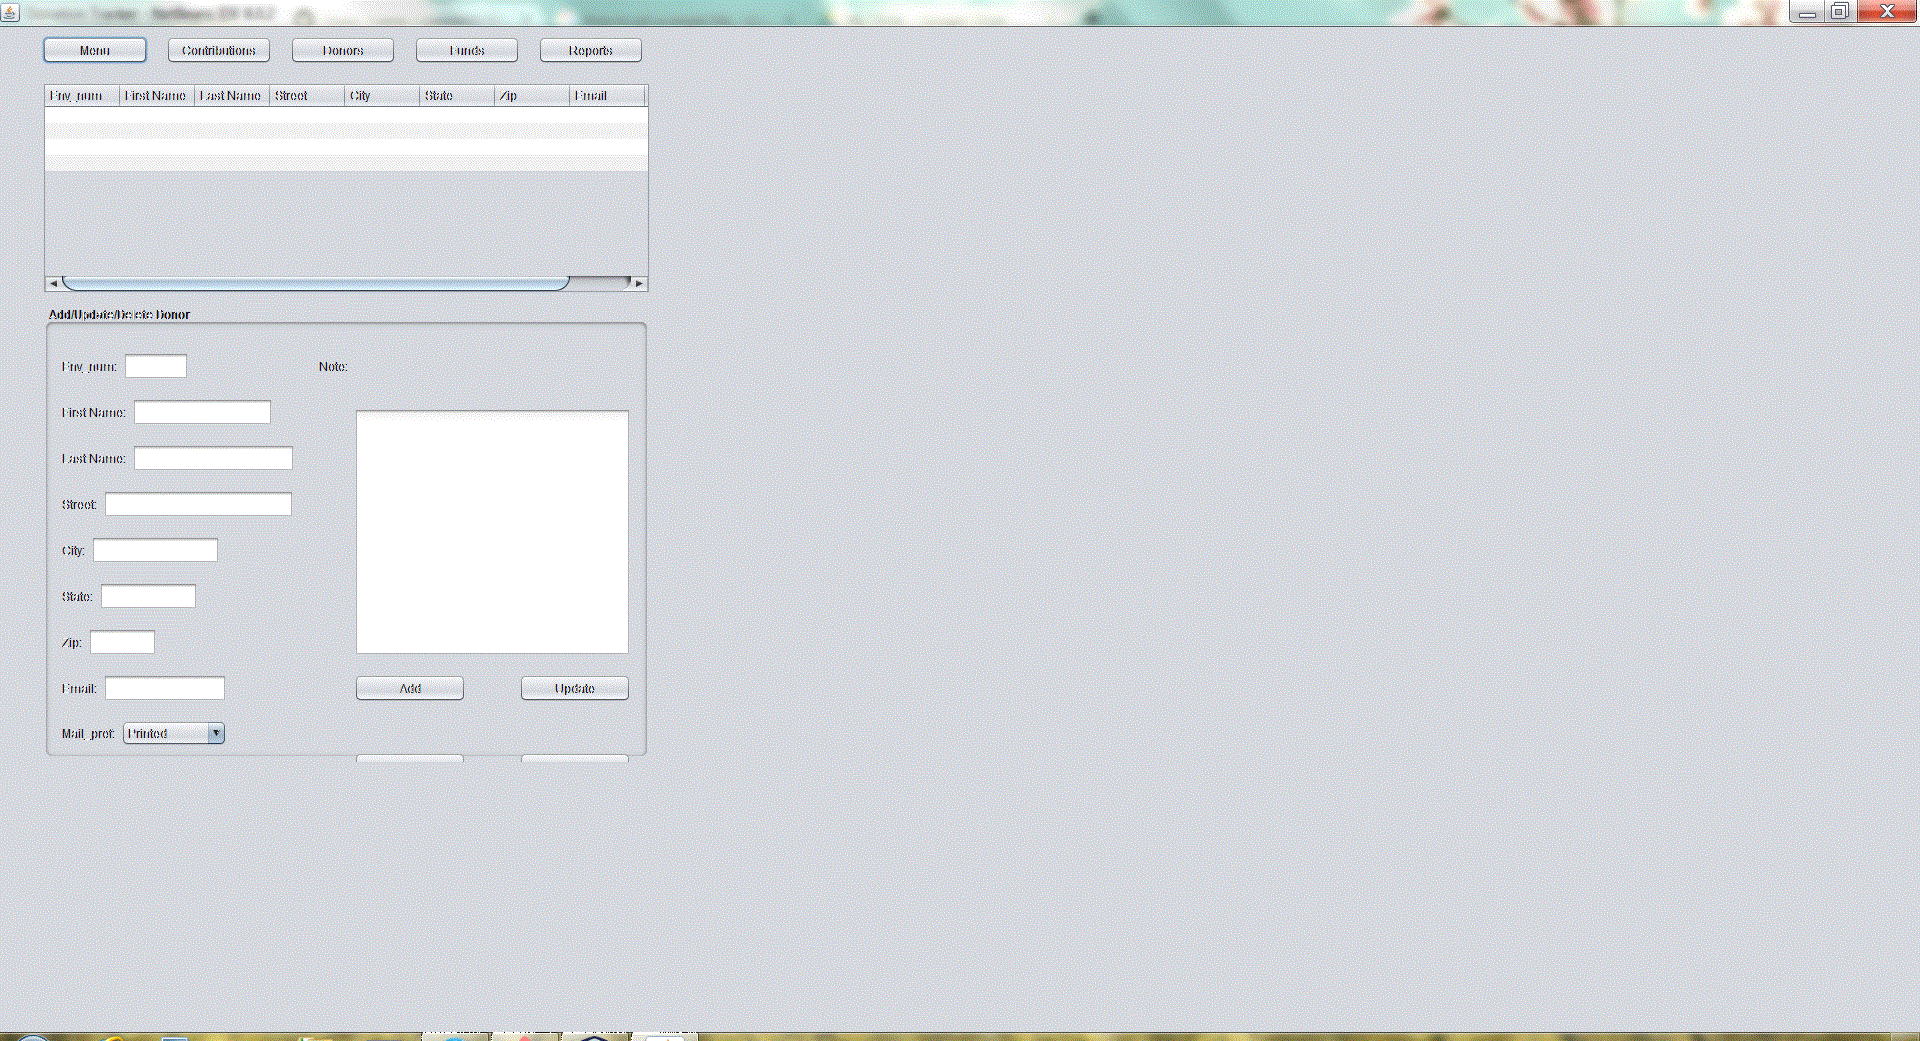 Menu Contributions Donors Funds Reports
Env_num First Name Last Name Street City State Zip Email
Add/Update/Delete Donor
Env_num: Note:
First Name:
Last Name:
Street:
City:
State:
Zip:
Email: Add Update
Mail_pref: Printed